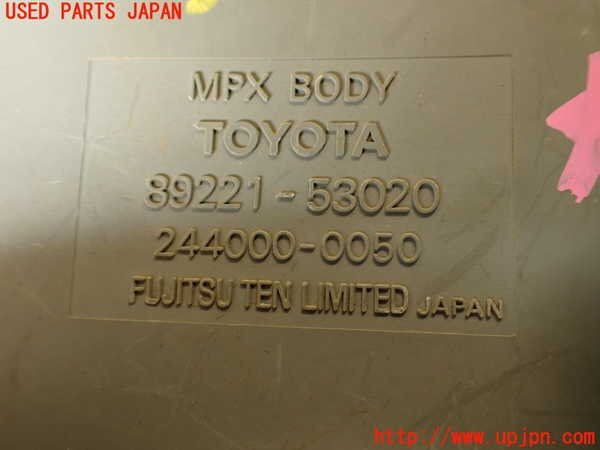 USED PARTS JAPAN
MPX BODY
TOYOTA
89221-53020
244000-0050
FUJITSU TEN LIMITED JAPAN
http://www.upjpn.com/